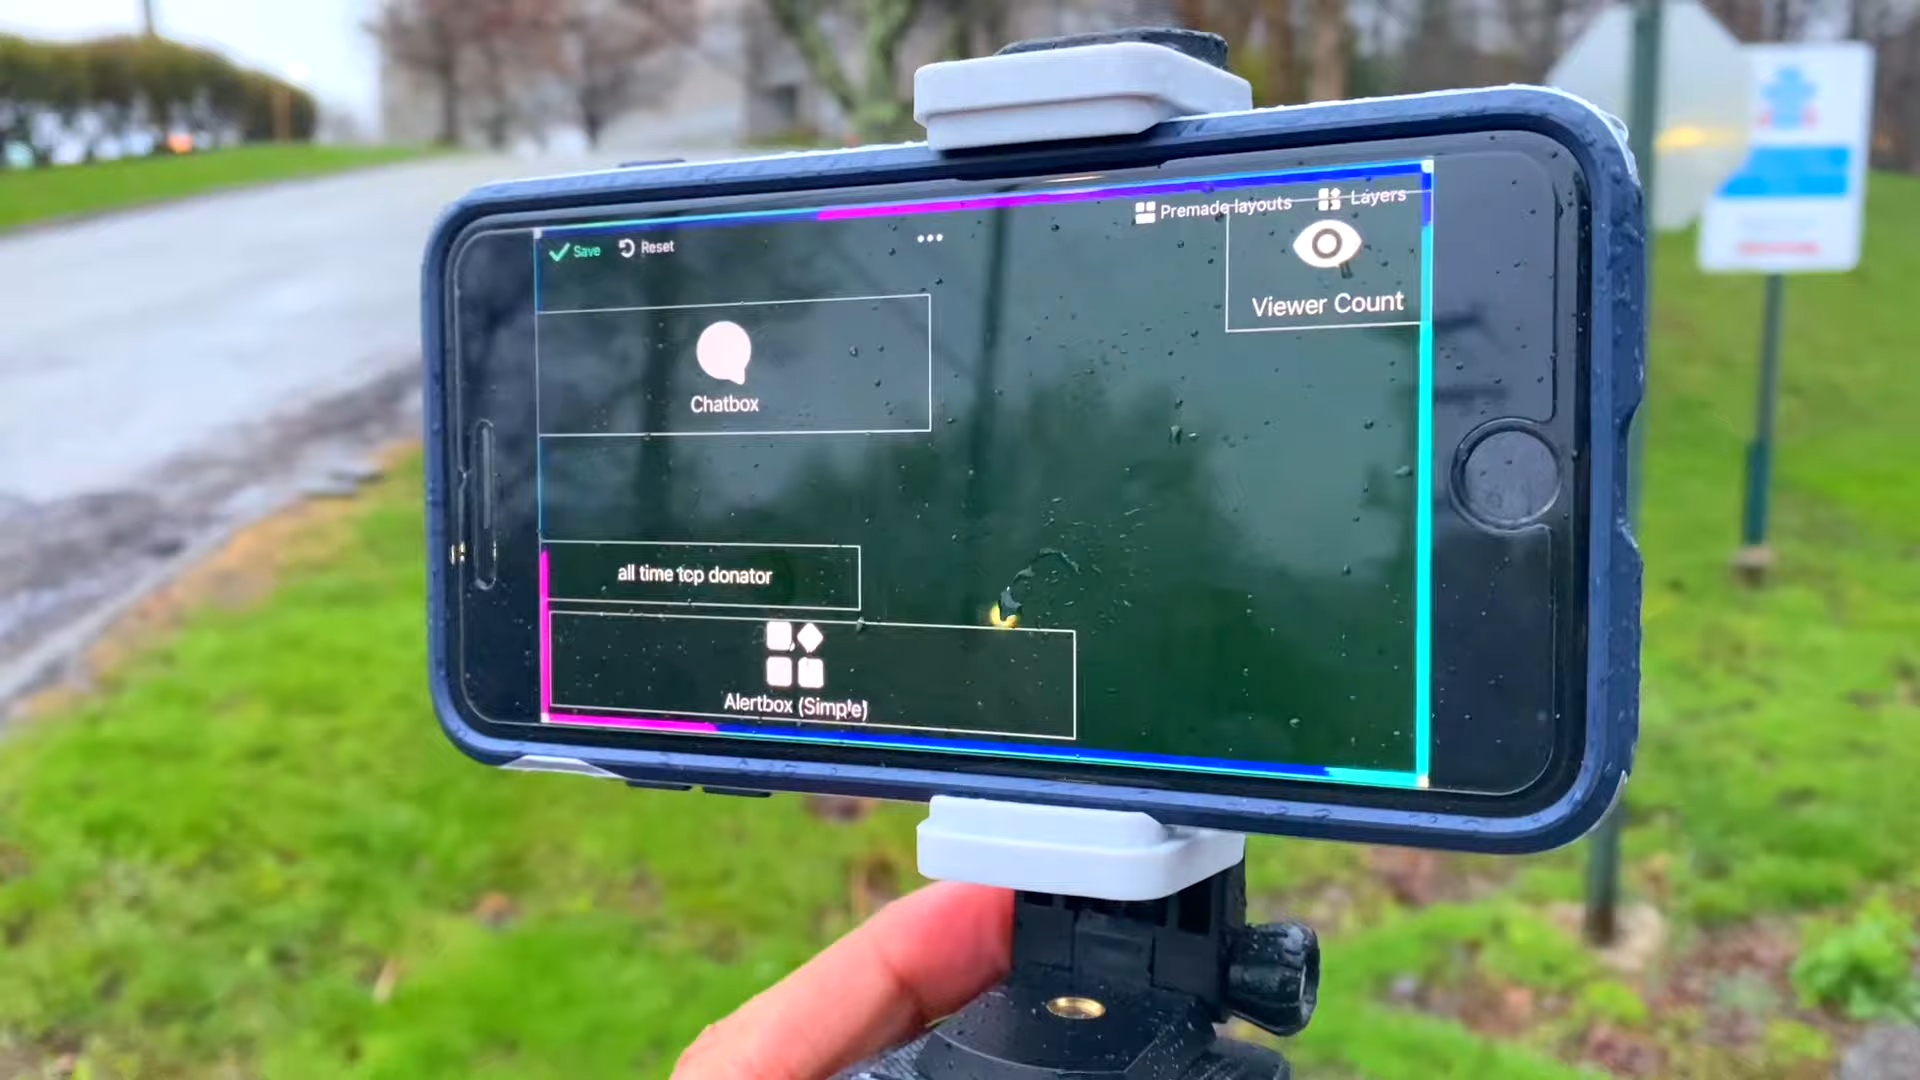 Premade layouts
Layers
Save
Reset
Viewer Count
Chatbox
all time top donator
Alertbox (Simple)